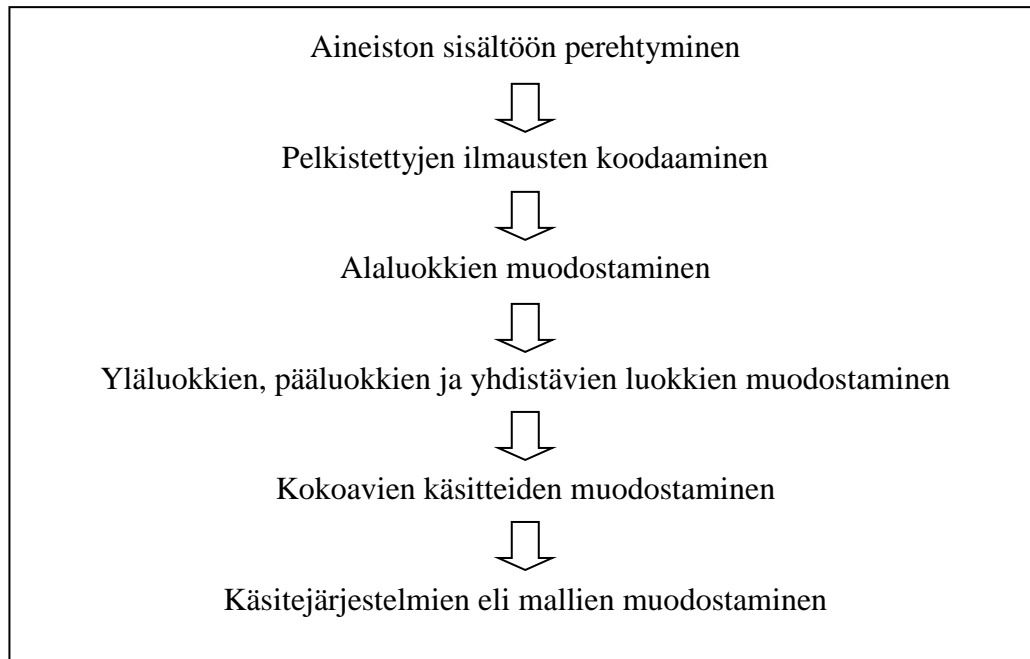 Aineiston sisältöön perehtyminen
Pelkistettyjen ilmausten koodaaminen
Alaluokkien muodostaminen
Yläluokkien, pääluokkien ja yhdistävien luokkien muodostaminen
Kokoavien käsitteiden muodostaminen
Käsitejärjestelmien eli mallien muodostaminen